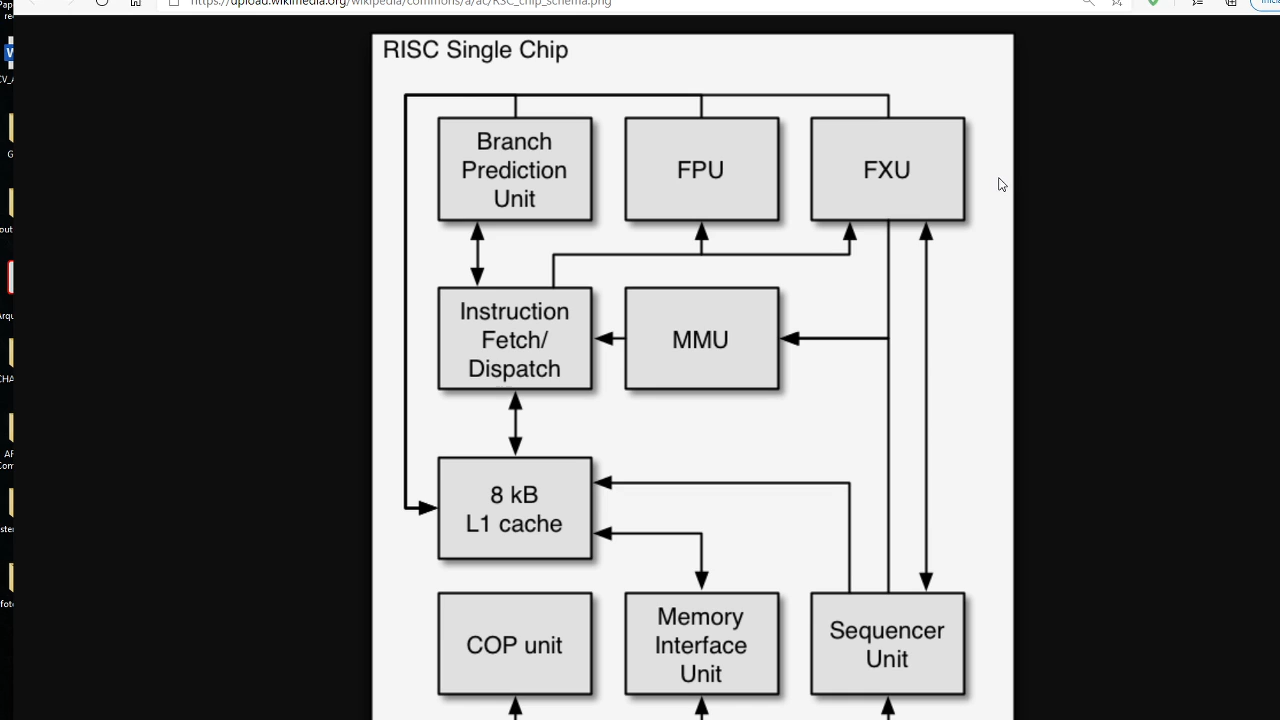 https://upload.wikimedia.org/wikipedia/commons/a/ac/RSC_chip_schema.png
RISC Single Chip
Branch
Prediction
Unit
FPU
FXU
Instruction
Fetch/
Dispatch
MMU
8 kB
L1 cache
COP unit
Memory
Interface
Unit
Sequencer
Unit